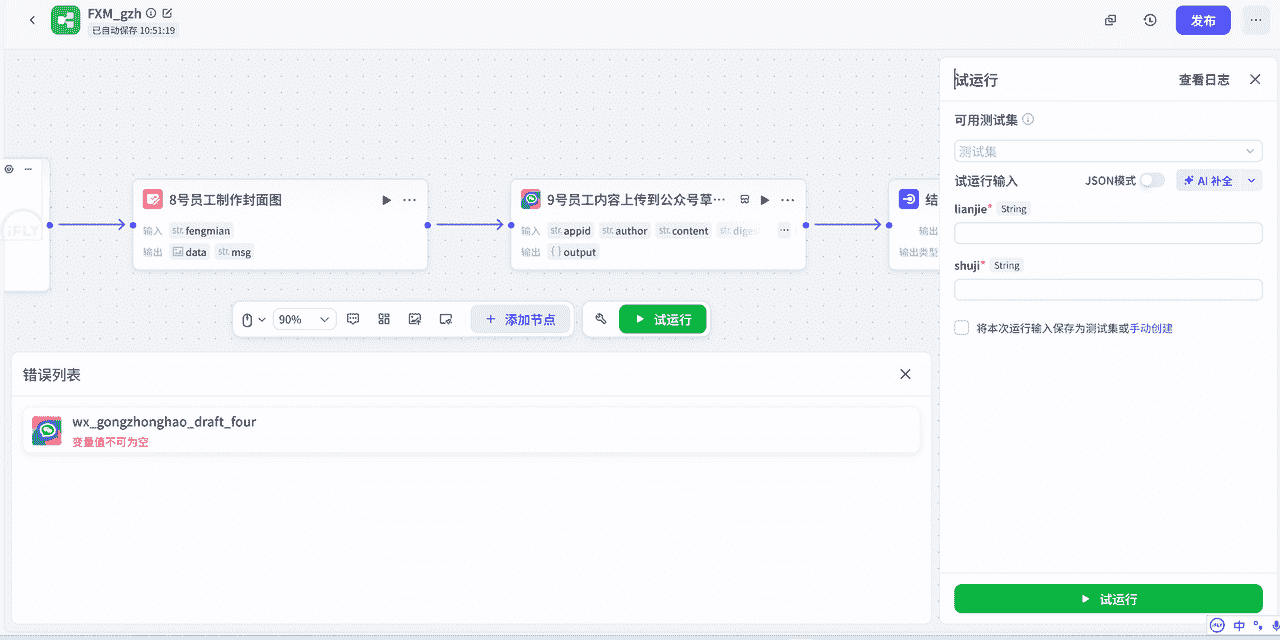 FXM_gzh
已自动保存 10:51:19
发布
试运行
查看日志
可用测试集
测试集
试运行输入
JSON模式
AI 补全
lianjie* String
shuji* String
将本次运行输入保存为测试集或手动创建
试运行
iFLY
8号员工制作封面图
输入 str. fengmian
输出 data str. msg
9号员工内容上传到公众号草…
输入 str. appid str. author str. content str. diges
输出 {} output
结
输出
输出类型
90%
+ 添加节点
试运行
错误列表
wx_gongzhonghao_draft_four
变量值不可为空
中